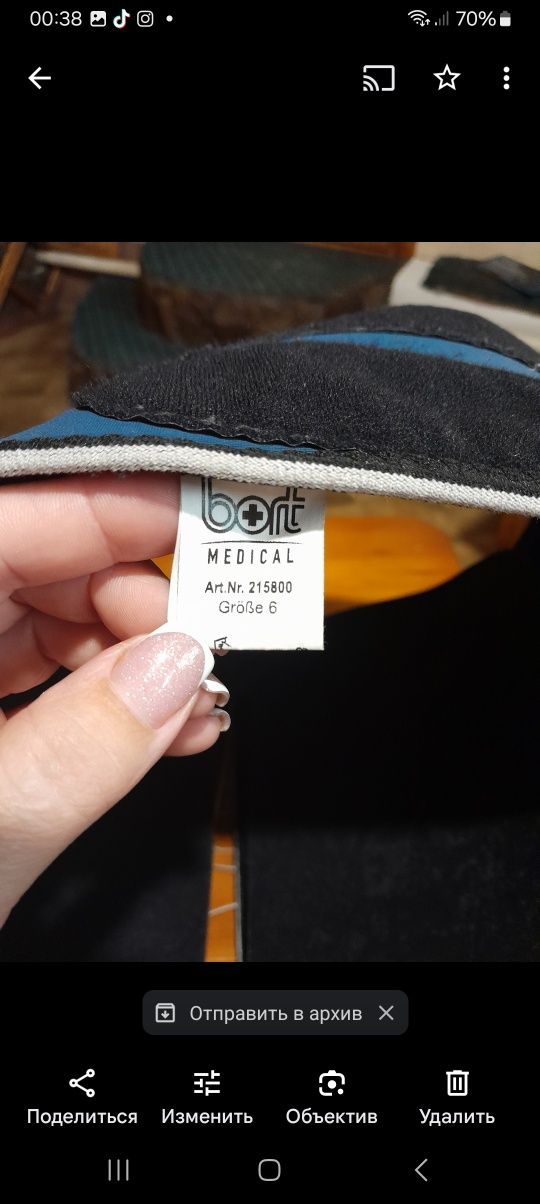 00:38
70%
bort
MEDICAL
Art.Nr. 215800
Größe 6
Отправить в архив
Поделиться
Изменить
Объектив
Удалить